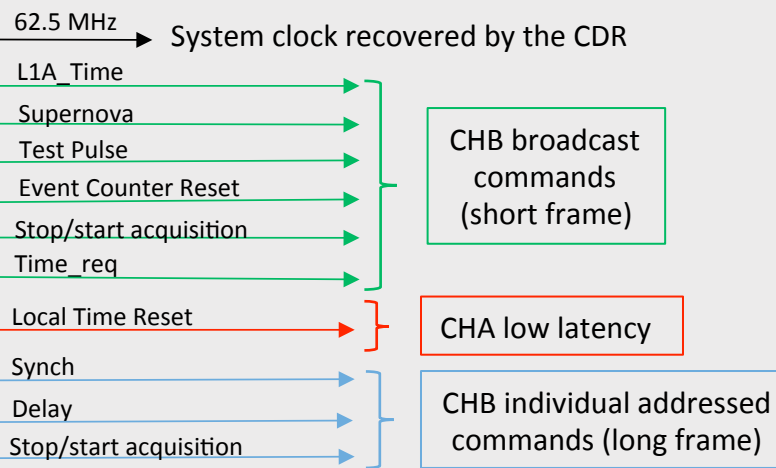 62.5 MHz
System clock recovered by the CDR
L1A_Time
Supernova
Test Pulse
Event Counter Reset
Stop/start acquisition
Time_req
CHB broadcast
commands
(short frame)
Local Time Reset
CHA low latency
Synch
Delay
Stop/start acquisition
CHB individual addressed
commands (long frame)